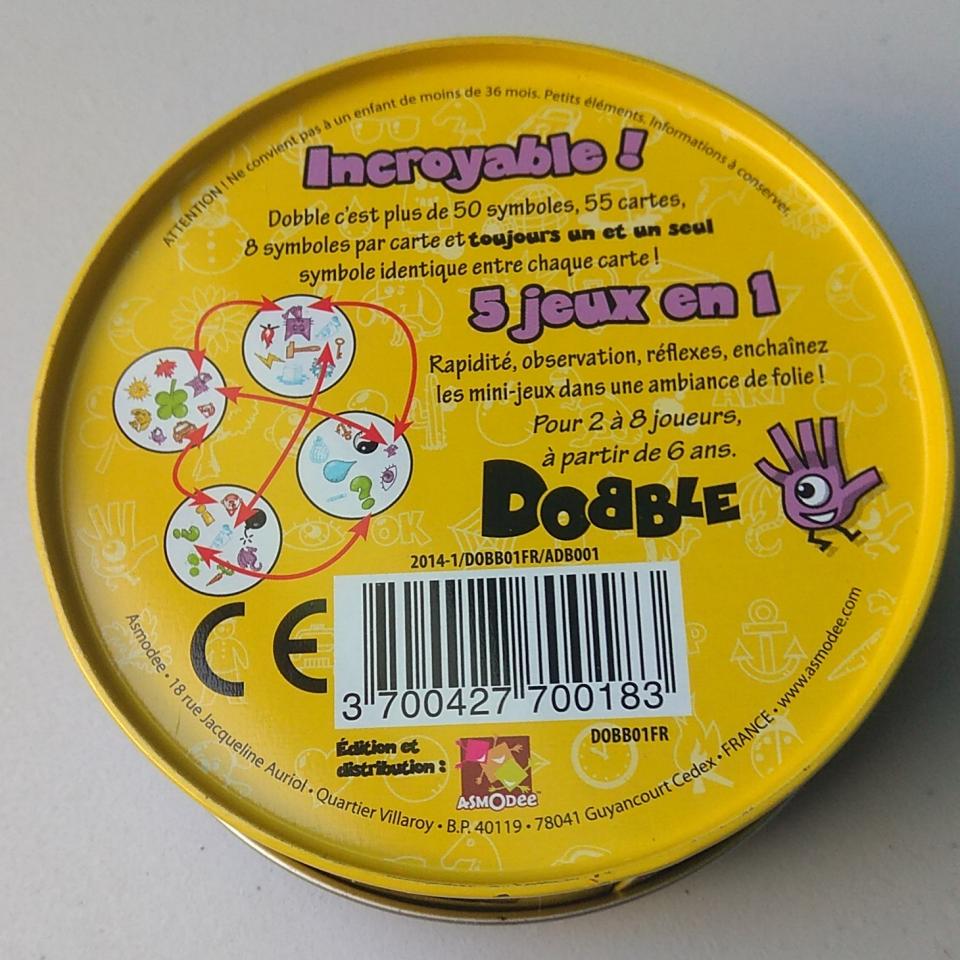 ATTENTION ! Ne convient pas à un enfant de moins de 36 mois. Petits éléments. Informations à conserver.
Incroyable !
Dobble c'est plus de 50 symboles, 55 cartes,
8 symboles par carte et toujours un et un seul
symbole identique entre chaque carte !
5 jeux en 1
Rapidité, observation, réflexes, enchaînez
les mini-jeux dans une ambiance de folie !
Pour 2 à 8 joueurs,
à partir de 6 ans.
DOBBLE
2014-1/DOBB01FR/ADB001
CE
3 700427 700183
DOBB01FR
Édition et
distribution :
ASMODee
Asmodee • 18 rue Jacqueline Auriol • Quartier Villaroy • B.P. 40119 • 78041 Guyancourt Cedex • FRANCE • www.asmodee.com
OK